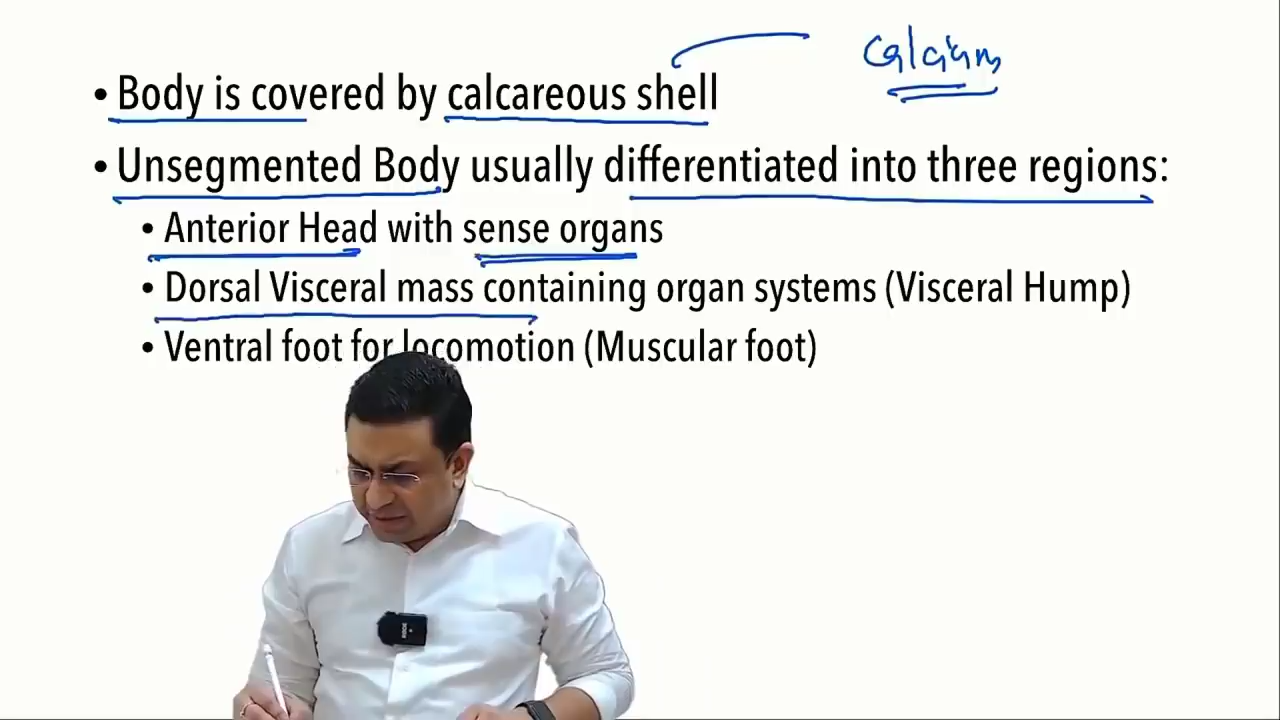 Calcium
• Body is covered by calcareous shell
• Unsegmented Body usually differentiated into three regions:
• Anterior Head with sense organs
• Dorsal Visceral mass containing organ systems (Visceral Hump)
• Ventral foot for locomotion (Muscular foot)
RODE